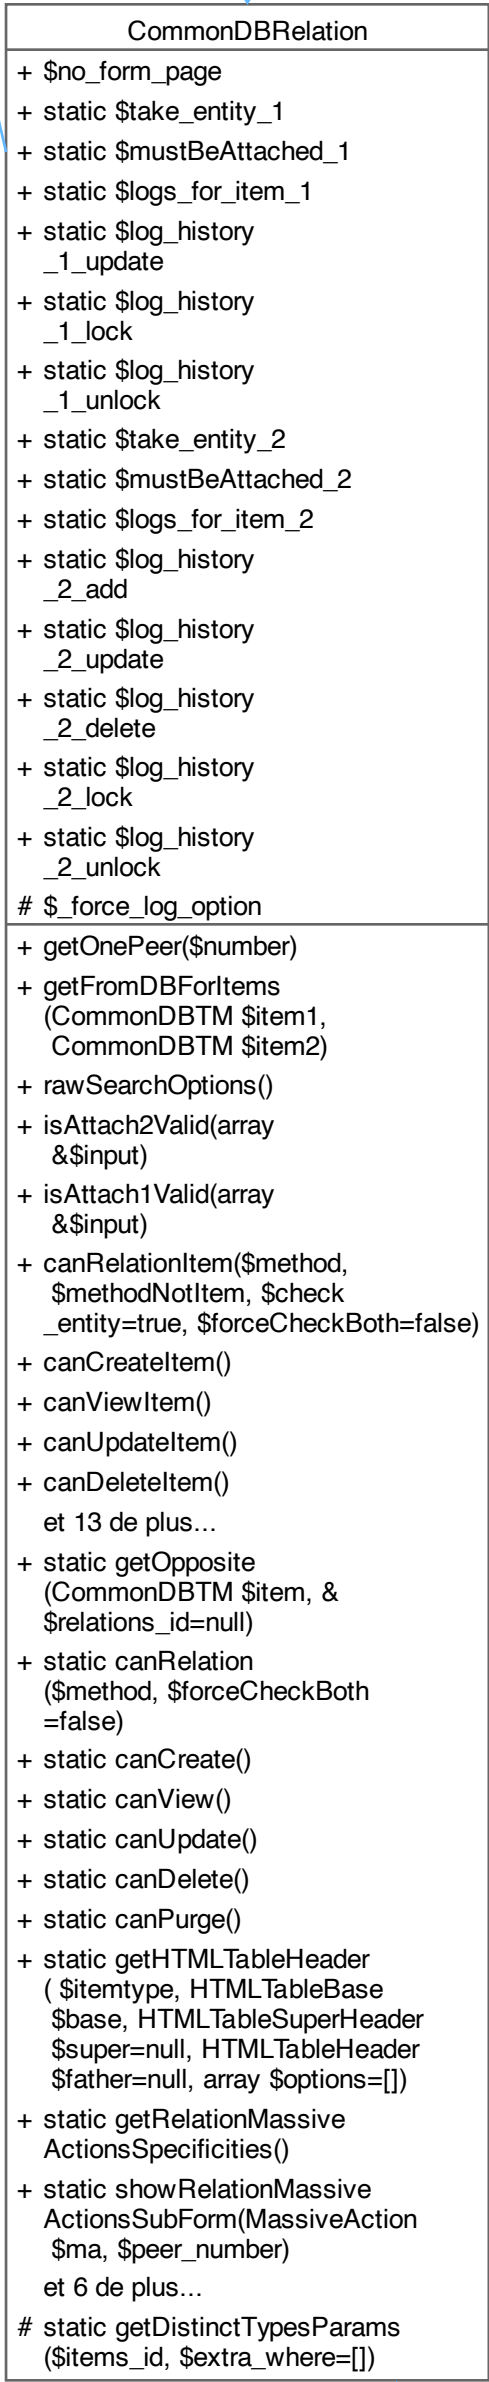 CommonDBRelation
+ $no_form_page
+ static $take_entity_1
+ static $mustBeAttached_1
+ static $logs_for_item_1
+ static $log_history
_1_update
+ static $log_history
_1_lock
+ static $log_history
_1_unlock
+ static $take_entity_2
+ static $mustBeAttached_2
+ static $logs_for_item_2
+ static $log_history
_2_add
+ static $log_history
_2_update
+ static $log_history
_2_delete
+ static $log_history
_2_lock
+ static $log_history
_2_unlock
# $_force_log_option
+ getOnePeer($number)
+ getFromDBForItems
(CommonDBTM $item1,
CommonDBTM $item2)
+ rawSearchOptions()
+ isAttach2Valid(array
&$input)
+ isAttach1Valid(array
&$input)
+ canRelationItem($method,
$methodNotItem, $check
_entity=true, $forceCheckBoth=false)
+ canCreateItem()
+ canViewItem()
+ canUpdateItem()
+ canDeleteItem()
et 13 de plus...
+ static getOpposite
(CommonDBTM $item, &
$relations_id=null)
+ static canRelation
($method, $forceCheckBoth
=false)
+ static canCreate()
+ static canView()
+ static canUpdate()
+ static canDelete()
+ static canPurge()
+ static getHTMLTableHeader
( $itemtype, HTMLTableBase
$base, HTMLTableSuperHeader
$super=null, HTMLTableHeader
$father=null, array $options=[])
+ static getRelationMassive
ActionsSpecificities()
+ static showRelationMassive
ActionsSubForm(MassiveAction
$ma, $peer_number)
et 6 de plus...
# static getDistinctTypesParams
($items_id, $extra_where=[])